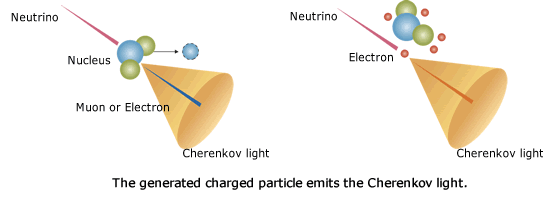 Neutrino
Nucleus
Muon or Electron
Cherenkov light
Neutrino
Electron
Cherenkov light
The generated charged particle emits the Cherenkov light.